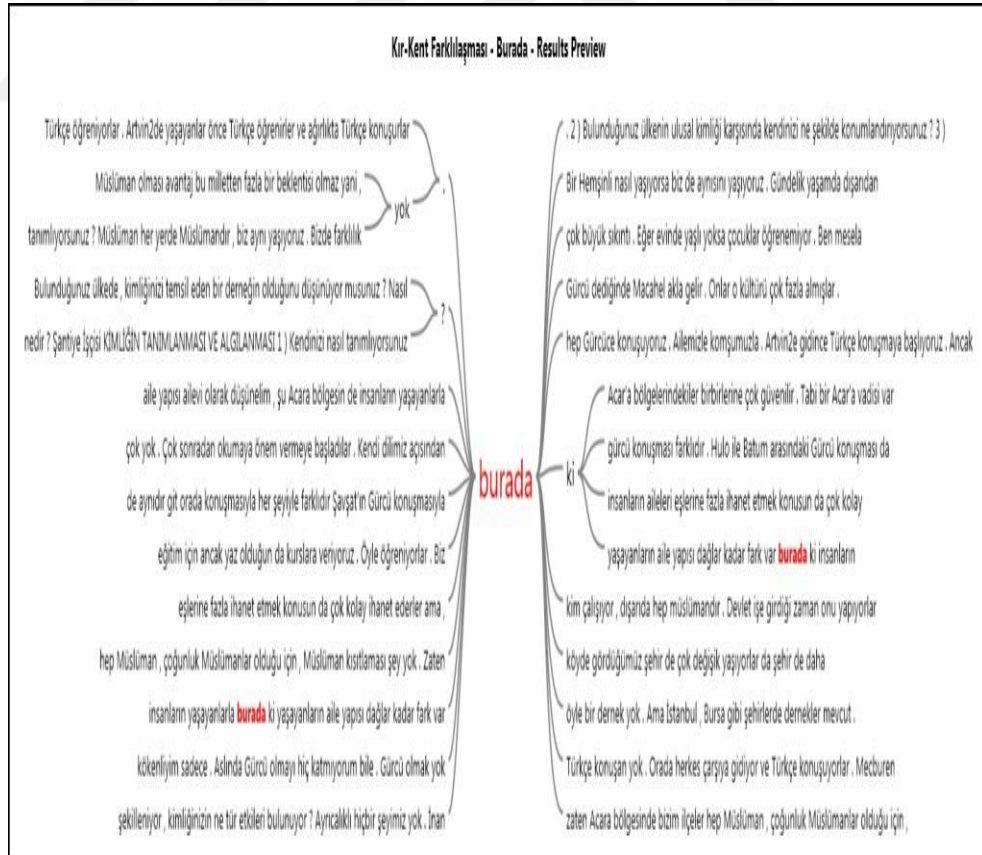 Kır-Kent Farklılaşması - Burada - Results Preview
Türkçe öğreniyorlar . Artvin2de yaşayanlar önce Türkçe öğrenirler ve ağırlıkta Türkçe konuşurlar
.
Müslüman olması avantaj bu milletten fazla bir beklentisi olmaz yani ,
yok
tanımlıyorsunuz ? Müslüman her yerde Müslümandır , biz aynı yaşıyoruz . Bizde farklılık
Bulunduğunuz ülkede , kimliğinizi temsil eden bir derneğin olduğunu düşünüyor musunuz ? Nasıl
?
nedir ? Şantiye İşçisi KİMLİĞİN TANIMLANMASI VE ALGILANMASI 1 ) Kendinizi nasıl tanımlıyorsunuz
aile yapısı ailevi olarak düşünelim , şu Acara bölgesin de insanların yaşayanlarla
çok yok . Çok sonradan okumaya önem vermeye başladılar . Kendi dilimiz açısından
de aynıdır git orada konuşmasıyla her şeyiyle farklıdır Şavşat'ın Gürcü konuşmasıyla
eğitim için ancak yaz olduğun da kurslara veriyoruz . Öyle öğreniyorlar . Biz
eşlerine fazla ihanet etmek konusun da çok kolay ihanet ederler ama ,
hep Müslüman , çoğunluk Müslümanlar olduğu için , Müslüman kısıtlaması şey yok . Zaten
insanların yaşayanlarla burada ki yaşayanların aile yapısı dağlar kadar fark var
kökenliyim sadece . Aslında Gürcü olmayı hiç katmıyorum bile . Gürcü olmak yok
şekilleniyor , kimliğinizin ne tür etkileri bulunuyor ? Ayrıcalıklı hiçbir şeyimiz yok . İnan
burada
. 2 ) Bulunduğunuz ülkenin ulusal kimliği karşısında kendinizi ne şekilde konumlandırıyorsunuz ? 3 )
Bir Hemşinli nasıl yaşıyorsa biz de aynısını yaşıyoruz . Gündelik yaşamda dışarıdan
çok büyük sıkıntı . Eğer evinde yaşlı yoksa çocuklar öğrenemiyor . Ben mesela
Gürcü dediğinde Macahel akla gelir . Onlar o kültürü çok fazla almışlar .
hep Gürcüce konuşuyoruz . Ailemizle komşumuzla . Artvin2e gidince Türkçe konuşmaya başlıyoruz . Ancak
ki
Acar'a bölgelerindekiler birbirlerine çok güvenilir . Tabi bir Acar'a vadisi var
gürcü konuşması farklıdır . Hulo ile Batum arasındaki Gürcü konuşması da
insanların aileleri eşlerine fazla ihanet etmek konusun da çok kolay
yaşayanların aile yapısı dağlar kadar fark var burada ki insanların
kim çalışıyor , dışarıda hep müslümandır . Devlet işe girdiği zaman onu yapıyorlar
köyde gördüğümüz şehir de çok değişik yaşıyorlar da şehir de daha
öyle bir dernek yok . Ama İstanbul , Bursa gibi şehirlerde dernekler mevcut .
Türkçe konuşan yok . Orada herkes çarşıya gidiyor ve Türkçe konuşuyorlar . Mecburen
zaten Acara bölgesinde bizim ilçeler hep Müslüman , çoğunluk Müslümanlar olduğu için ,